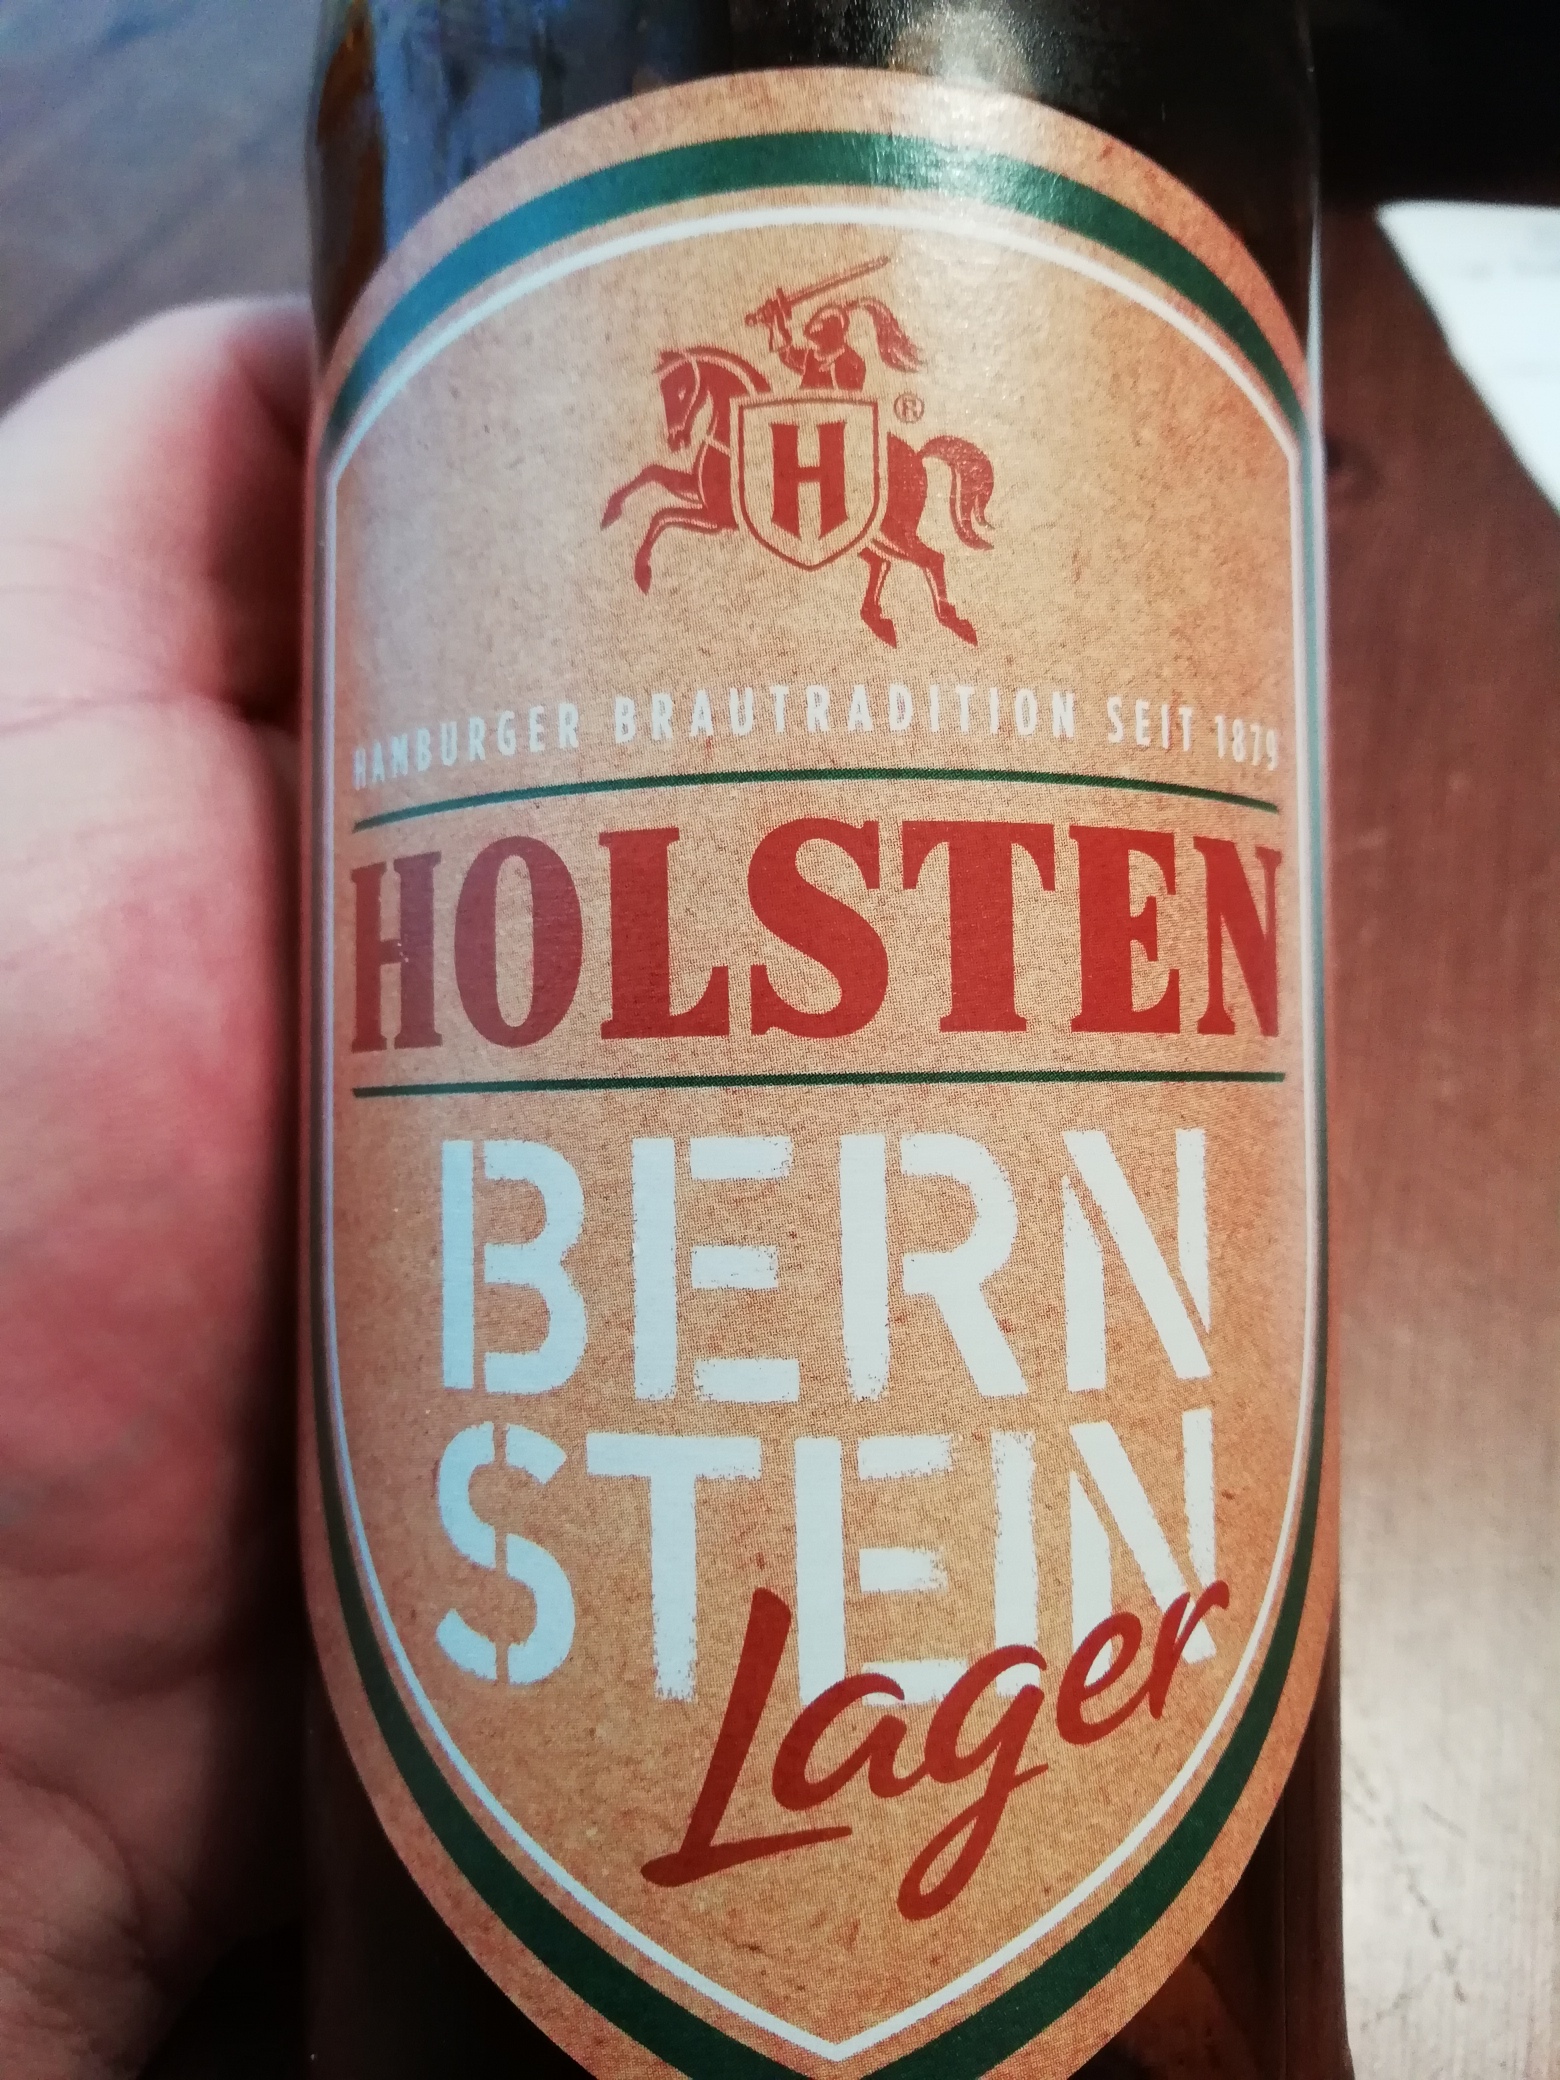 H ®
HAMBURGER BRAUTRADITION SEIT 1879
HOLSTEN
BERN
STEIN
Lager